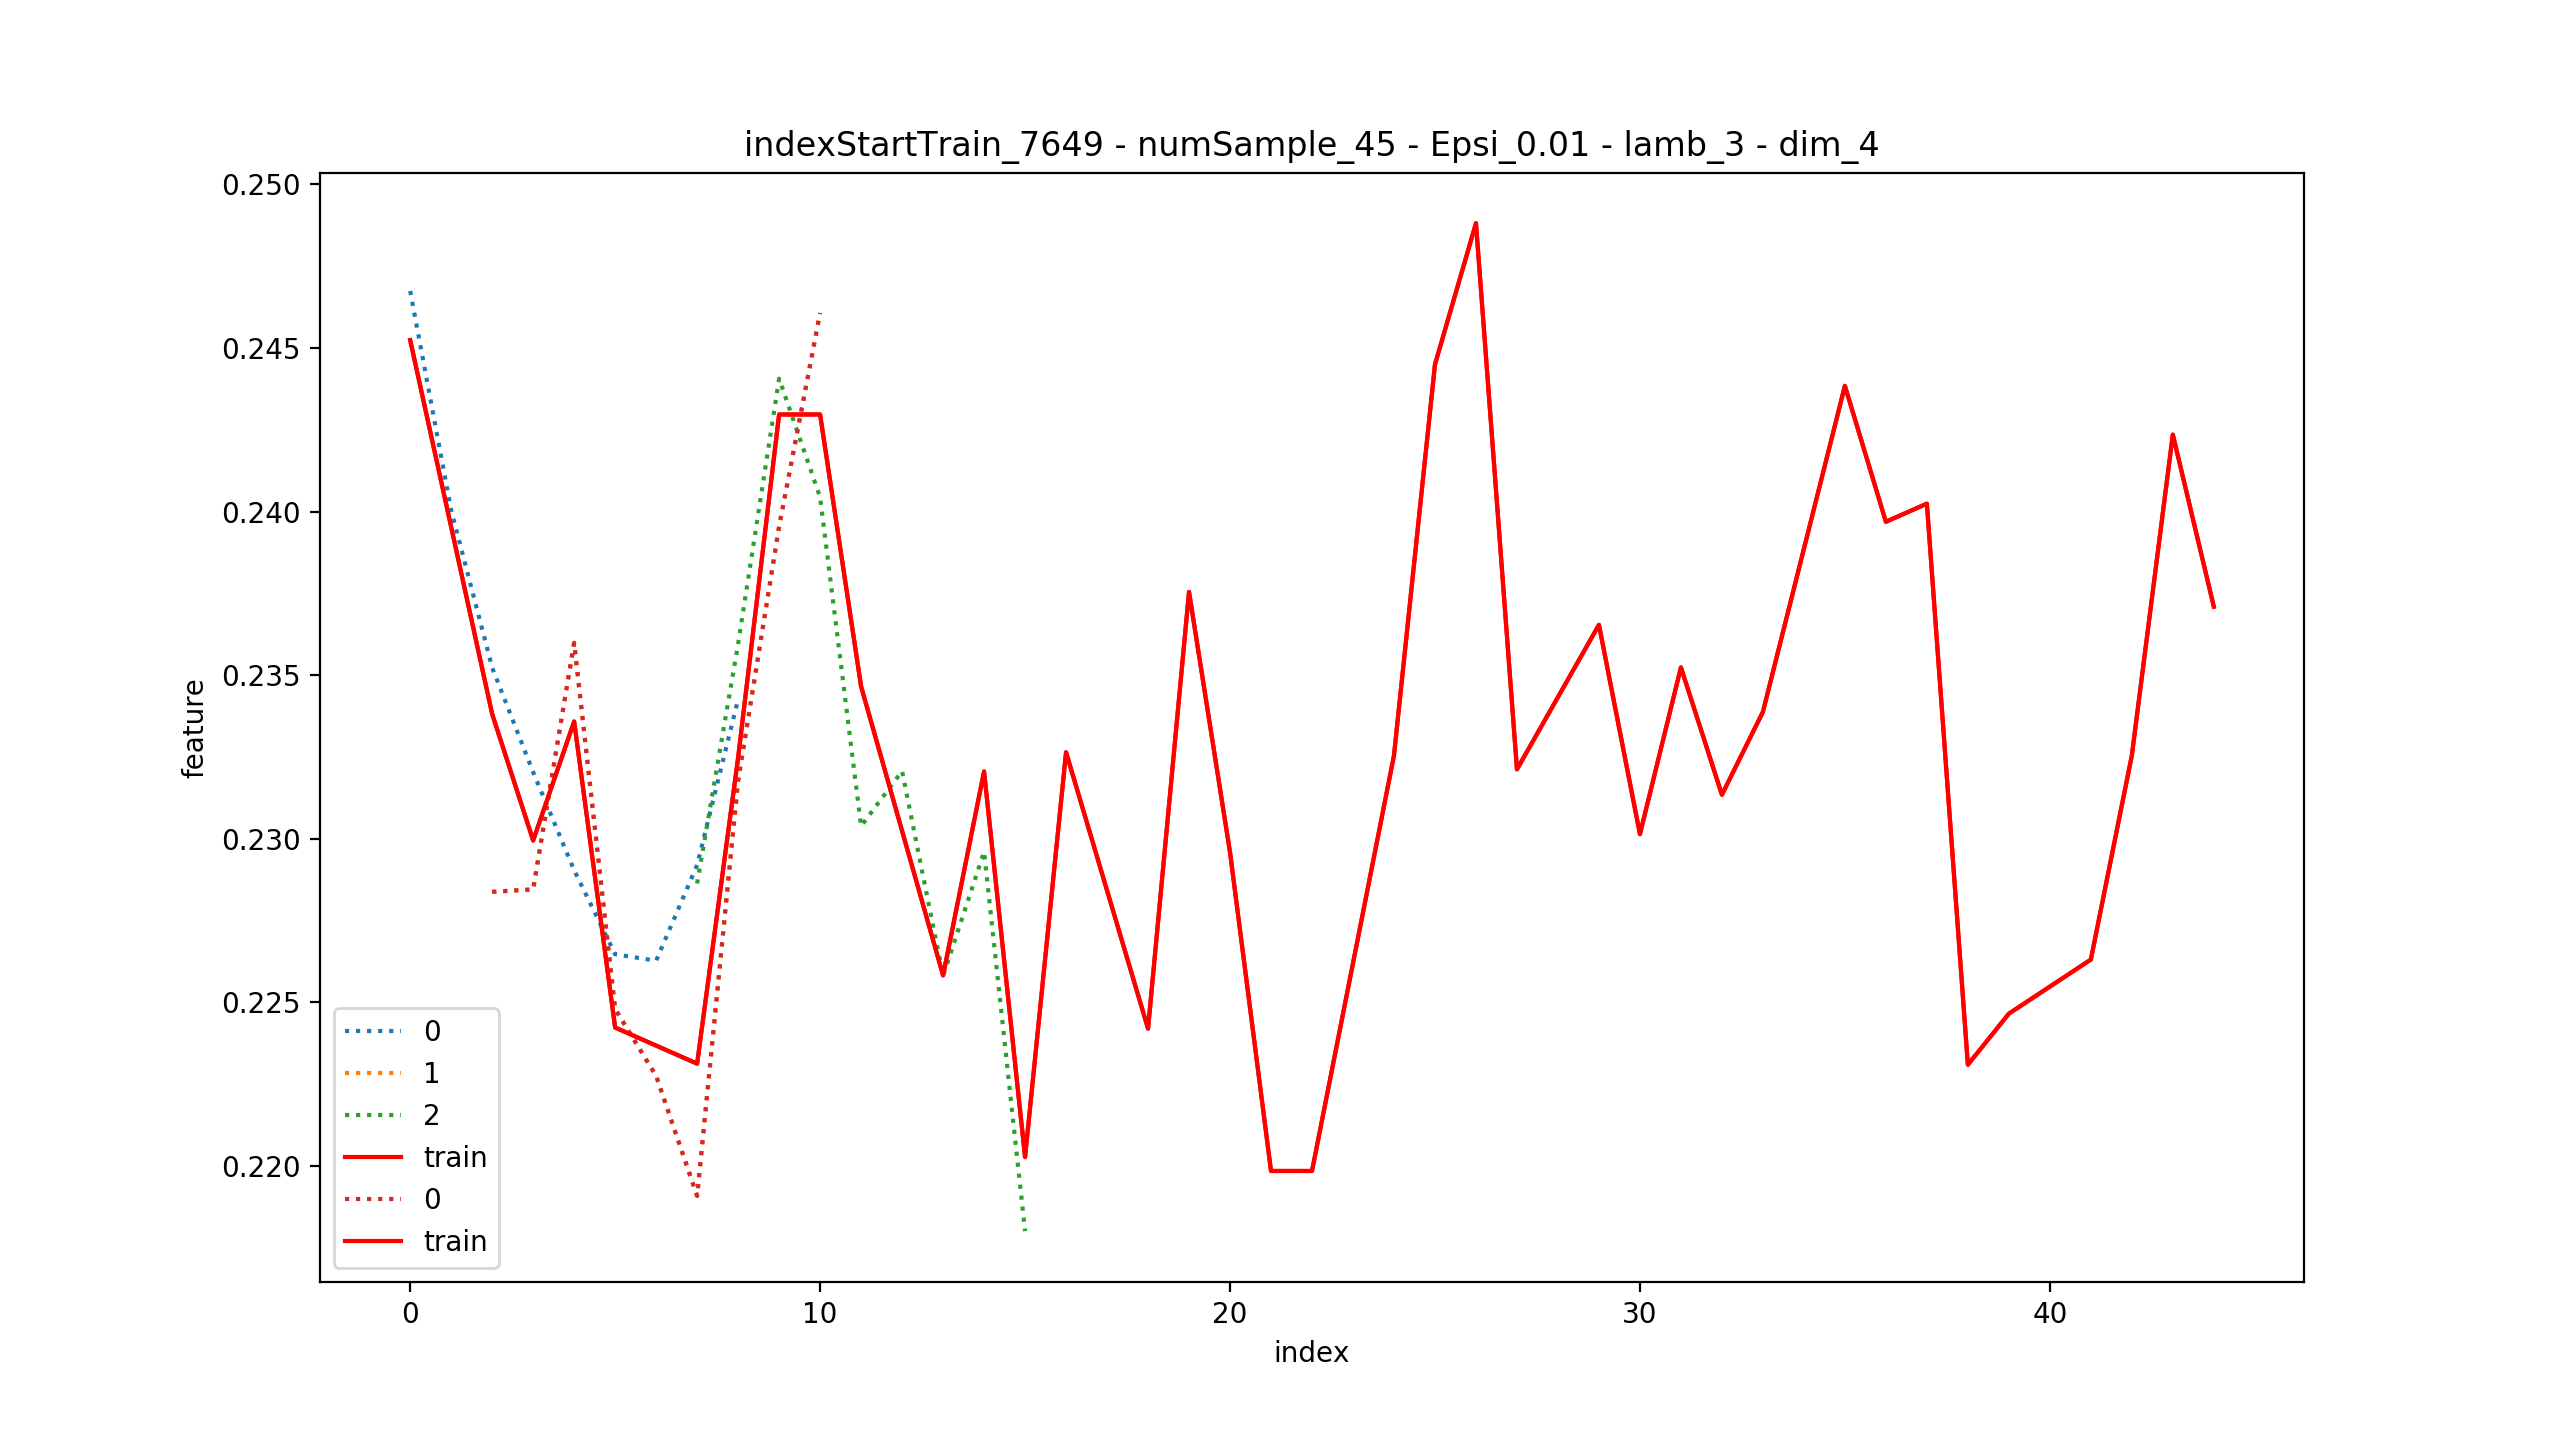 indexStartTrain_7649 - numSample_45 - Epsi_0.01 - lamb_3 - dim_4
0.250
0.245
0.240
0.235
0.230
0.225
0.220
feature
0
1
2
train
0
train
0 10 20 30 40
index